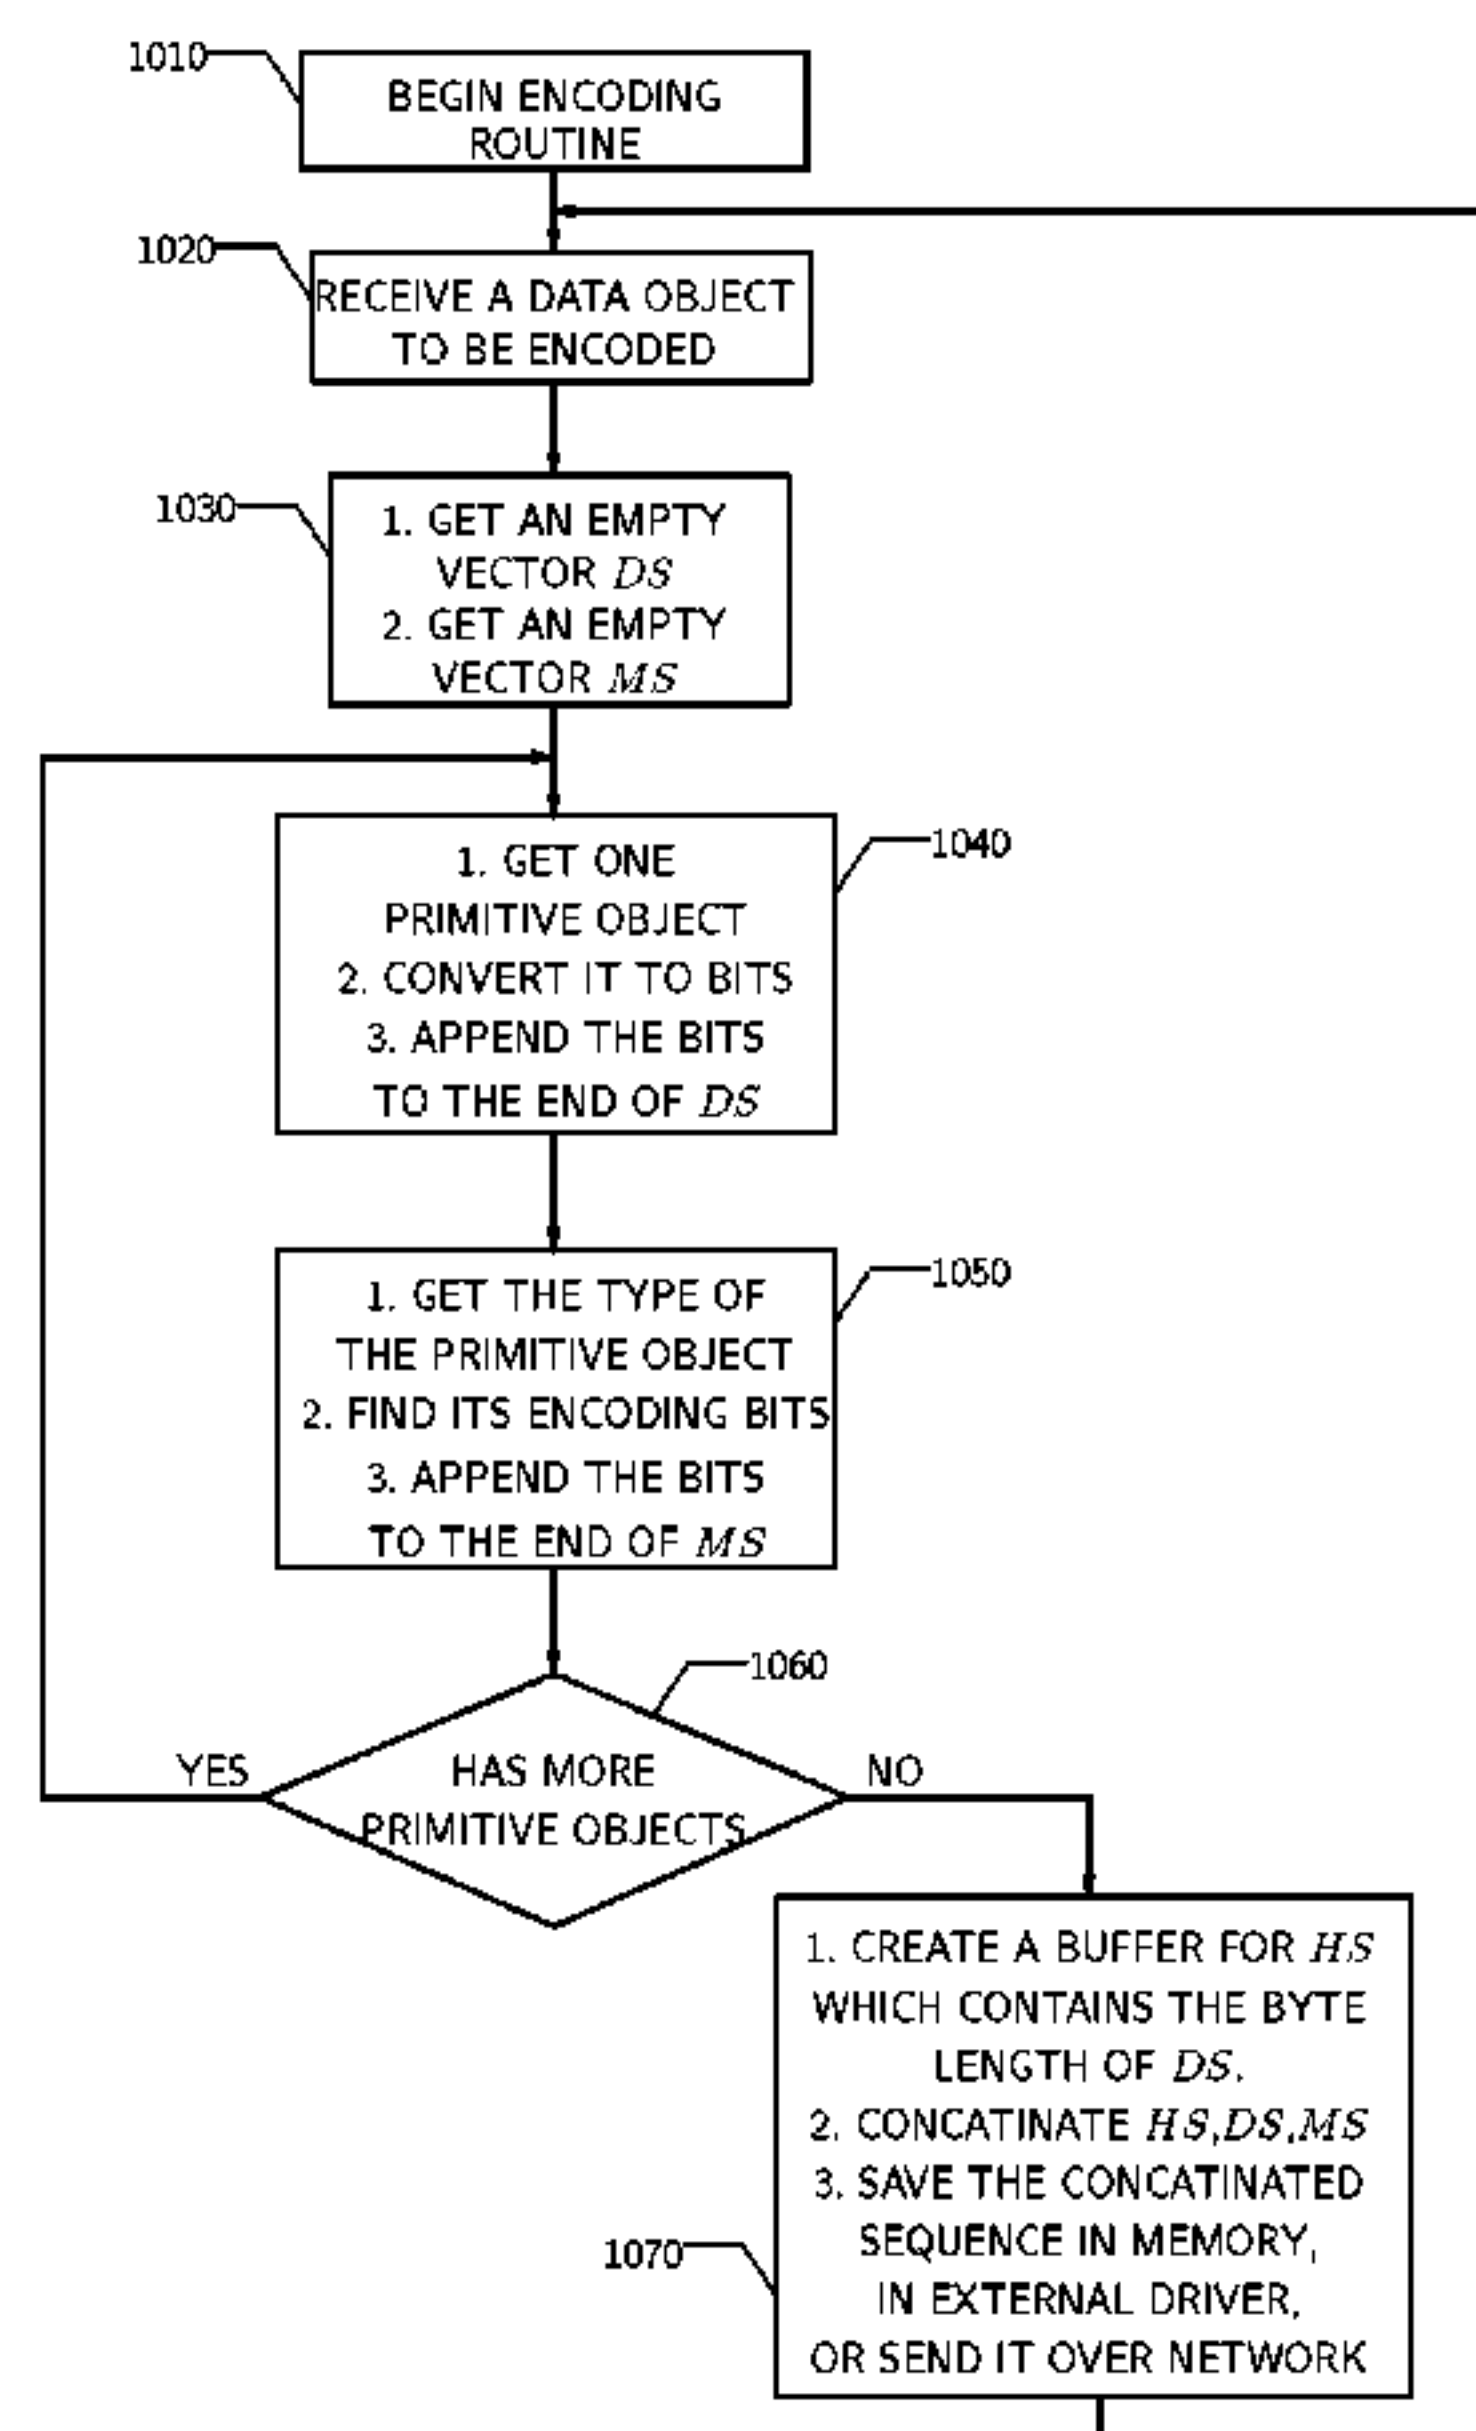 1010
BEGIN ENCODING
ROUTINE
1020
RECEIVE A DATA OBJECT
TO BE ENCODED
1030
1. GET AN EMPTY
VECTOR DS
2. GET AN EMPTY
VECTOR MS
1040
1. GET ONE
PRIMITIVE OBJECT
2. CONVERT IT TO BITS
3. APPEND THE BITS
TO THE END OF DS
1050
1. GET THE TYPE OF
THE PRIMITIVE OBJECT
2. FIND ITS ENCODING BITS
3. APPEND THE BITS
TO THE END OF MS
1060
YES
HAS MORE
PRIMITIVE OBJECTS
NO
1. CREATE A BUFFER FOR HS
WHICH CONTAINS THE BYTE
LENGTH OF DS.
2. CONCATINATE HS,DS,MS
3. SAVE THE CONCATINATED
SEQUENCE IN MEMORY,
IN EXTERNAL DRIVER,
OR SEND IT OVER NETWORK
1070